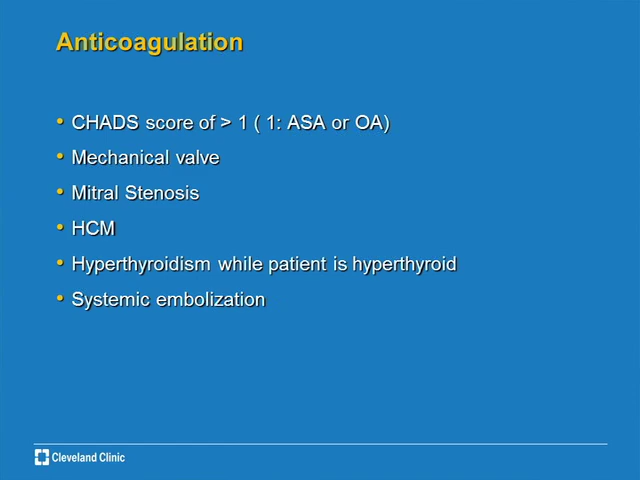 Anticoagulation
• CHADS score of > 1 ( 1: ASA or OA)
• Mechanical valve
• Mitral Stenosis
• HCM
• Hyperthyroidism while patient is hyperthyroid
• Systemic embolization
Cleveland Clinic